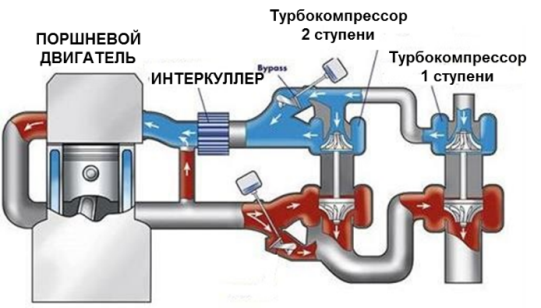 Турбокомпрессор
2 ступени
ПОРШНЕВОЙ
ДВИГАТЕЛЬ
Турбокомпрессор
1 ступени
ИНТЕРКУЛЛЕР
Bypass